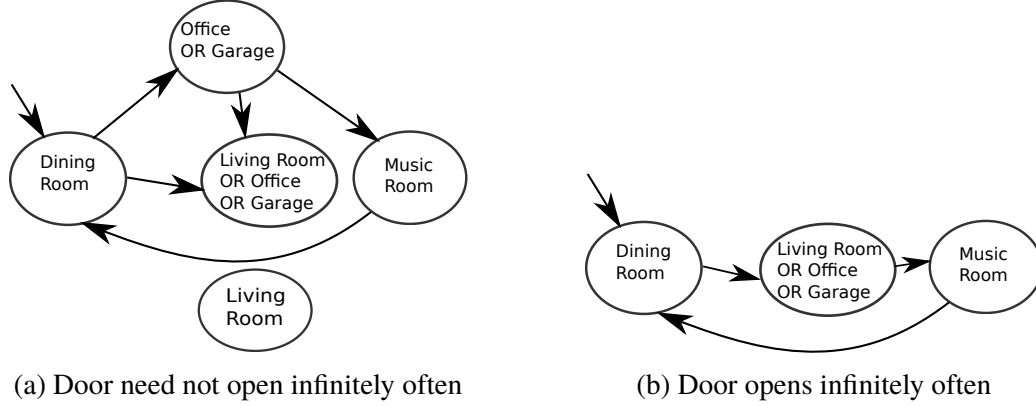 Office
OR Garage
Dining
Room
Living Room
OR Office
OR Garage
Music
Room
Living
Room
(a) Door need not open infinitely often
Dining
Room
Living Room
OR Office
OR Garage
Music
Room
(b) Door opens infinitely often